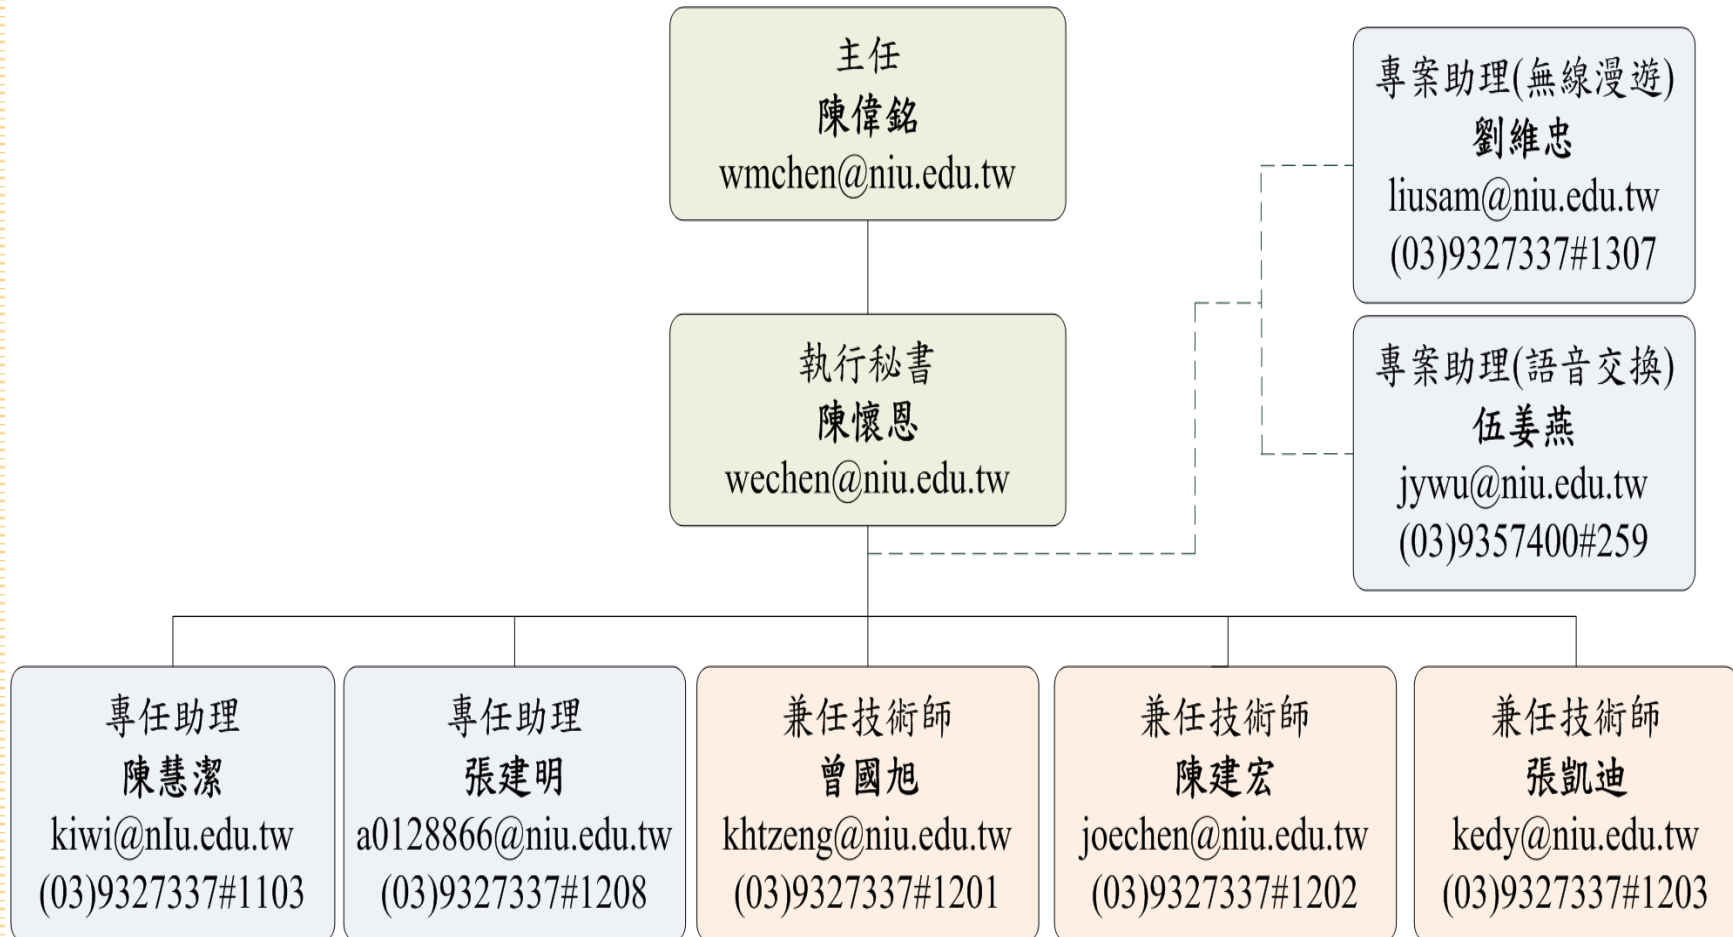 主任
陳偉銘
wmchen@niu.edu.tw
專案助理(無線漫遊)
劉維忠
liusam@niu.edu.tw
(03)9327337#1307
執行秘書
陳懷恩
wechen@niu.edu.tw
專案助理(語音交換)
伍姜燕
jywu@niu.edu.tw
(03)9357400#259
專任助理
陳慧潔
kiwi@nIu.edu.tw
(03)9327337#1103
專任助理
張建明
a0128866@niu.edu.tw
(03)9327337#1208
兼任技術師
曾國旭
khtzeng@niu.edu.tw
(03)9327337#1201
兼任技術師
陳建宏
joechen@niu.edu.tw
(03)9327337#1202
兼任技術師
張凱迪
kedy@niu.edu.tw
(03)9327337#1203